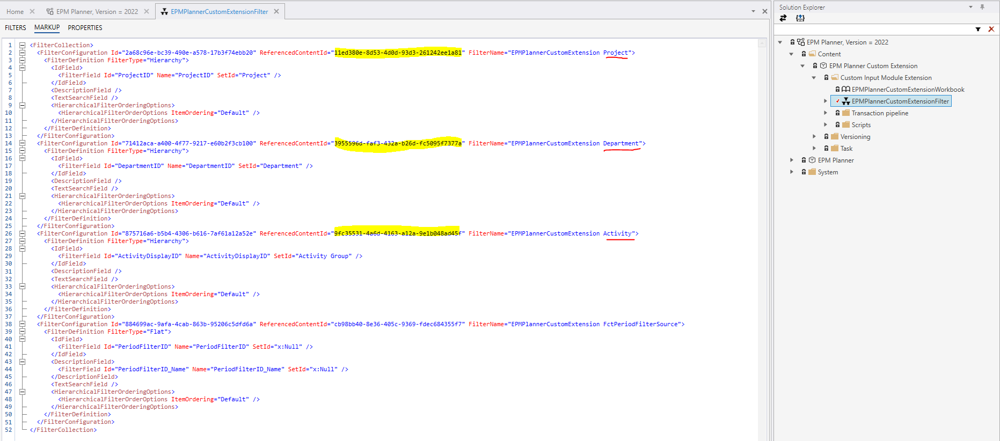 Home
EPM Planner, Version = 2022
EPMPlannerCustomExtensionFilter
FILTERS MARKUP PROPERTIES
1 <FilterCollection>
2 <FilterConfiguration Id="2a68c96e-bc39-490e-a578-17b3f74ebb20" ReferencedContentId="11ed380e-8d53-4d0d-93d3-261242ee1a81" FilterName="EPMPlannerCustomExtension Project">
3 <FilterDefinition FilterType="Hierarchy">
4 <IdField>
5 <FilterField Id="ProjectID" Name="ProjectID" SetId="Project" />
6 </IdField>
7 <DescriptionField />
8 <TextSearchField />
9 <HierarchicalFilterOrderingOptions>
10 <HierarchicalFilterOrderOptions ItemOrdering="Default" />
11 </HierarchicalFilterOrderingOptions>
12 </FilterDefinition>
13 </FilterConfiguration>
14 <FilterConfiguration Id="71412aca-a400-4f77-9217-e60b2f3cb100" ReferencedContentId="3955596d-faf3-432a-b26d-fc5095f7377a" FilterName="EPMPlannerCustomExtension Department">
15 <FilterDefinition FilterType="Hierarchy">
16 <IdField>
17 <FilterField Id="DepartmentID" Name="DepartmentID" SetId="Department" />
18 </IdField>
19 <DescriptionField />
20 <TextSearchField />
21 <HierarchicalFilterOrderingOptions>
22 <HierarchicalFilterOrderOptions ItemOrdering="Default" />
23 </HierarchicalFilterOrderingOptions>
24 </FilterDefinition>
25 </FilterConfiguration>
26 <FilterConfiguration Id="875716a6-b5b4-4306-b616-7af61a12a52e" ReferencedContentId="9fc35531-4a6d-4163-a12a-9e1b048ad45f" FilterName="EPMPlannerCustomExtension Activity">
27 <FilterDefinition FilterType="Hierarchy">
28 <IdField>
29 <FilterField Id="ActivityDisplayID" Name="ActivityDisplayID" SetId="Activity Group" />
30 </IdField>
31 <DescriptionField />
32 <TextSearchField />
33 <HierarchicalFilterOrderingOptions>
34 <HierarchicalFilterOrderOptions ItemOrdering="Default" />
35 </HierarchicalFilterOrderingOptions>
36 </FilterDefinition>
37 </FilterConfiguration>
38 <FilterConfiguration Id="884699ac-9afa-4cab-863b-95206c5dfd6a" ReferencedContentId="cb98bb40-8e36-405c-9369-fdec684355f7" FilterName="EPMPlannerCustomExtension FctPeriodFilterSource">
39 <FilterDefinition FilterType="Flat">
40 <IdField>
41 <FilterField Id="PeriodFilterID" Name="PeriodFilterID" SetId="x:Null" />
42 </IdField>
43 <DescriptionField>
44 <FilterField Id="PeriodFilterID_Name" Name="PeriodFilterID_Name" SetId="x:Null" />
45 </DescriptionField>
46 <TextSearchField />
47 <HierarchicalFilterOrderingOptions>
48 <HierarchicalFilterOrderOptions ItemOrdering="Default" />
49 </HierarchicalFilterOrderingOptions>
50 </FilterDefinition>
51 </FilterConfiguration>
52 </FilterCollection>
Solution Explorer
EPM Planner, Version = 2022
Content
EPM Planner Custom Extension
Custom Input Module Extension
EPMPlannerCustomExtensionWorkbook
EPMPlannerCustomExtensionFilter
Transaction pipeline
Scripts
Versioning
Task
EPM Planner
System